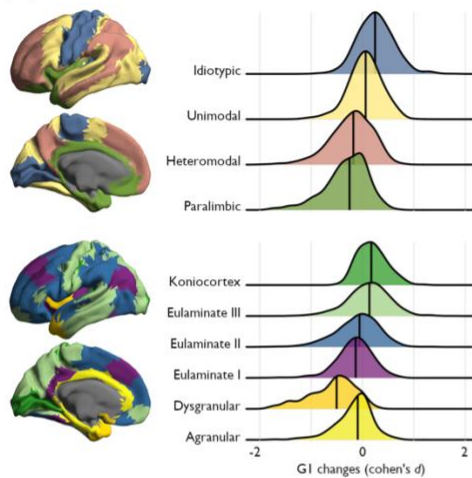 Idiotypic
Unimodal
Heteromodal
Paralimbic
Koniocortex
Eulaminate III
Eulaminate II
Eulaminate I
Dysgranular
Agranular
-2 0 2
G1 changes (cohen's d)